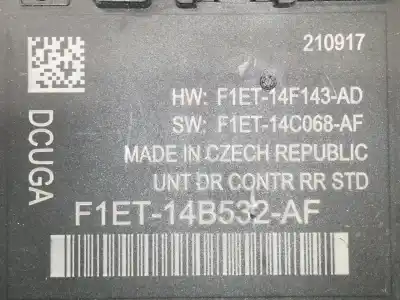 210917
HW: F1ET-14F143-AD
SW: F1ET-14C068-AF
MADE IN CZECH REPUBLIC
UNT DR CONTR RR STD
DCUGA
F1ET-14B532-AF